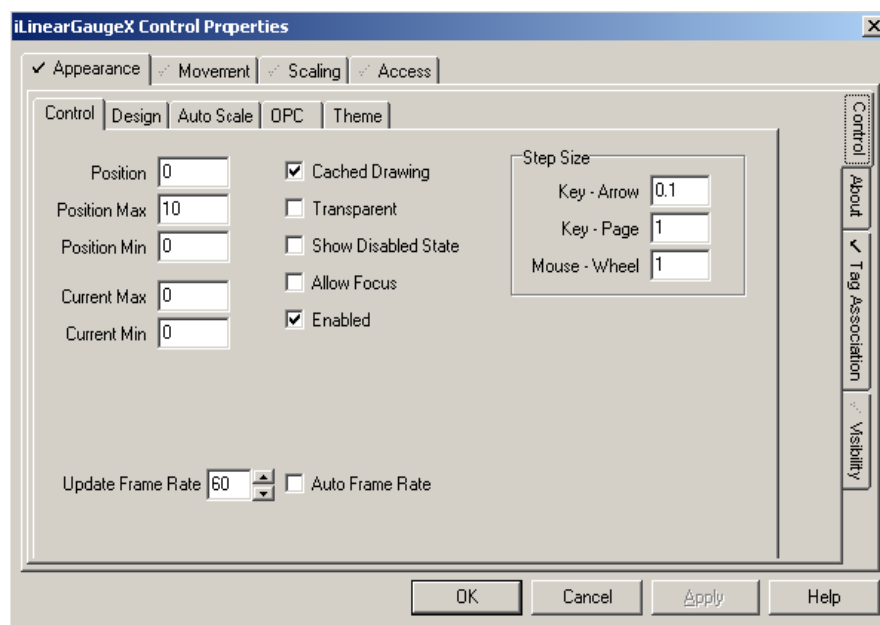 iLinearGaugeX Control Properties
Appearance Movement Scaling Access
Control Design Auto Scale OPC Theme
Position 0
Position Max 10
Position Min 0
Current Max 0
Current Min 0
Cached Drawing
Transparent
Show Disabled State
Allow Focus
Enabled
Step Size
Key - Arrow 0.1
Key - Page 1
Mouse - Wheel 1
Update Frame Rate 60
Auto Frame Rate
Control
About
Tag Association
Visibility
OK Cancel Apply Help